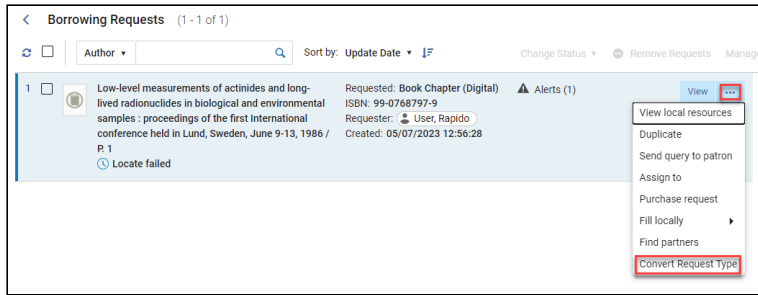 Borrowing Requests (1 - 1 of 1)
Author Sort by: Update Date Change Status Remove Requests Manag
1 Low-level measurements of actinides and long-
lived radionuclides in biological and environmental
samples : proceedings of the first International
conference held in Lund, Sweden, June 9-13, 1986 /
P. 1
Locate failed
Requested: Book Chapter (Digital)
ISBN: 99-0768797-9
Requester: User, Rapido
Created: 05/07/2023 12:56:28
Alerts (1)
View ...
View local resources
Duplicate
Send query to patron
Assign to
Purchase request
Fill locally
Find partners
Convert Request Type